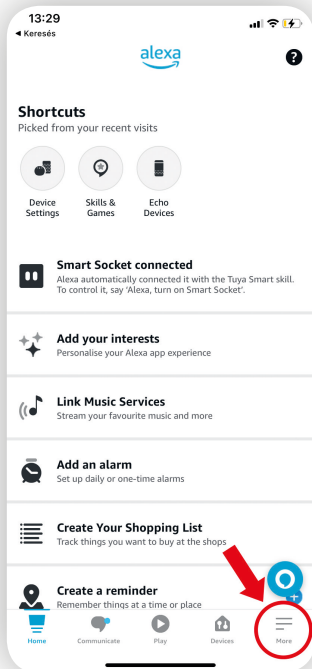 13:29
◀ Keresés
alexa
?
Shortcuts
Picked from your recent visits
Device
Settings
Skills &
Games
Echo
Devices
Smart Socket connected
Alexa automatically connected it with the Tuya Smart skill.
To control it, say 'Alexa, turn on Smart Socket'.
Add your interests
Personalise your Alexa app experience
Link Music Services
Stream your favourite music and more
Add an alarm
Set up daily or one-time alarms
Create Your Shopping List
Track things you want to buy at the shops
Create a reminder
Remember things at a time or place
Home
Communicate
Play
Devices
More